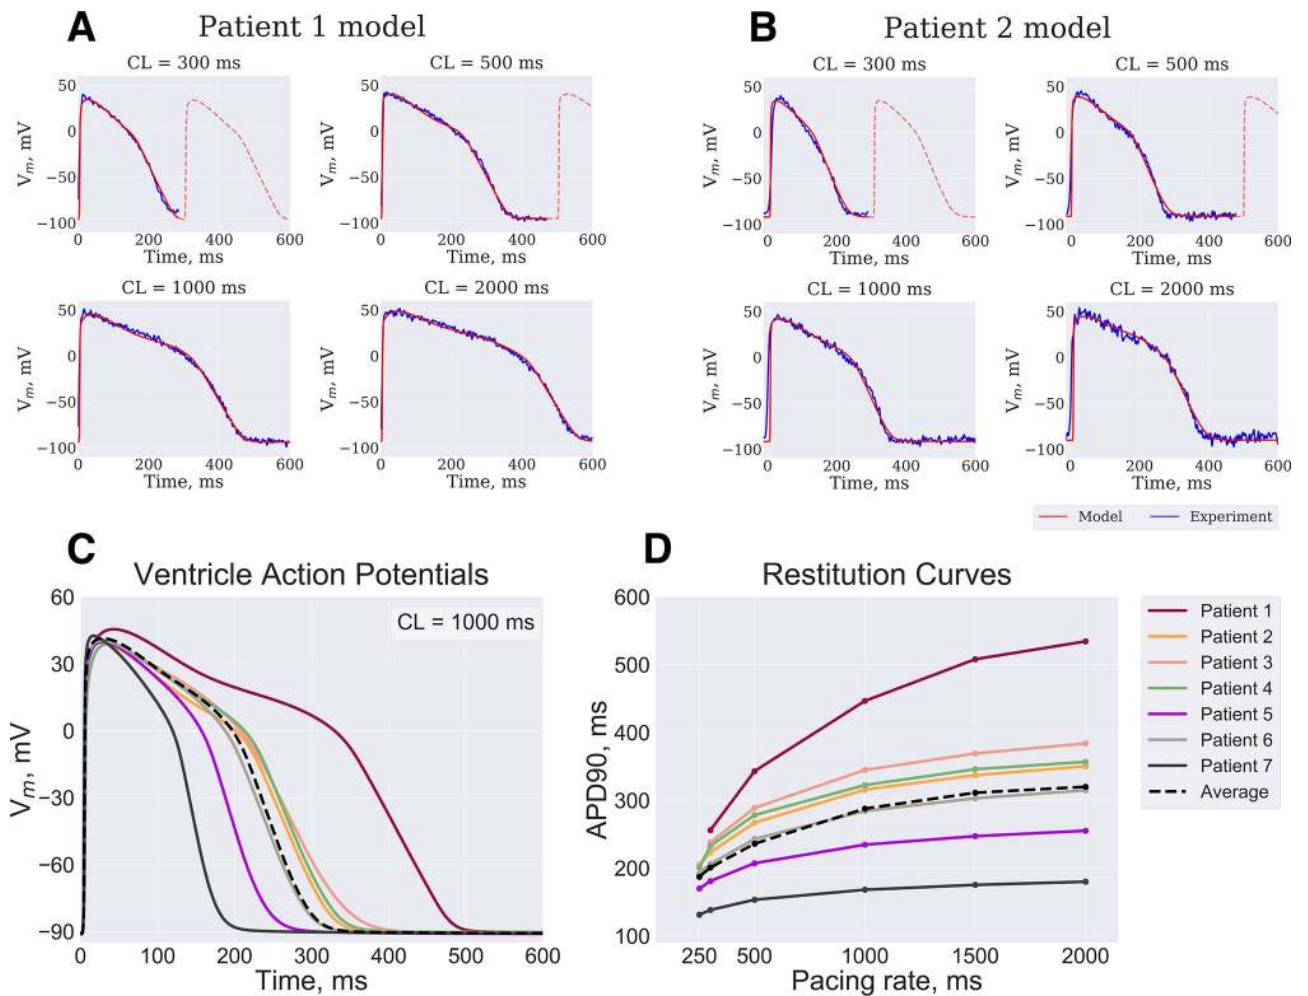 A
Patient 1 model
B
Patient 2 model
CL = 300 ms
CL = 500 ms
CL = 300 ms
CL = 500 ms
50
0
−50
−100
Vm, mV
0 200 400 600
Time, ms
50
0
−50
−100
Vm, mV
0 200 400 600
Time, ms
50
0
−50
−100
Vm, mV
0 200 400 600
Time, ms
50
0
−50
−100
Vm, mV
0 200 400 600
Time, ms
CL = 1000 ms
CL = 2000 ms
CL = 1000 ms
CL = 2000 ms
50
0
−50
−100
Vm, mV
0 200 400 600
Time, ms
50
0
−50
−100
Vm, mV
0 200 400 600
Time, ms
50
0
−50
−100
Vm, mV
0 200 400 600
Time, ms
50
0
−50
−100
Vm, mV
0 200 400 600
Time, ms
Model Experiment
C
Ventricle Action Potentials
CL = 1000 ms
60
30
0
−30
−60
−90
Vm, mV
0 100 200 300 400 500 600
Time, ms
D
Restitution Curves
600
500
400
300
200
100
APD90, ms
250 500 1000 1500 2000
Pacing rate, ms
Patient 1
Patient 2
Patient 3
Patient 4
Patient 5
Patient 6
Patient 7
Average